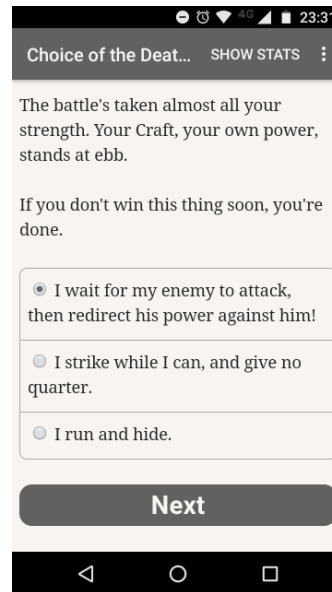 4G 23:31
Choice of the Deat... SHOW STATS
The battle's taken almost all your
strength. Your Craft, your own power,
stands at ebb.
If you don't win this thing soon, you're
done.
I wait for my enemy to attack,
then redirect his power against him!
I strike while I can, and give no
quarter.
I run and hide.
Next